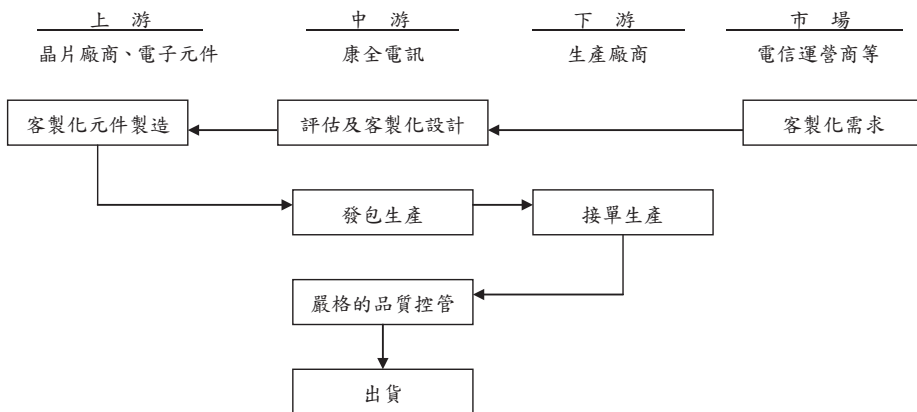 上 游 中 游 下 游 市 場
晶片廠商、電子元件 康全電訊 生產廠商 電信運營商等
客製化元件製造 評估及客製化設計 客製化需求
發包生產 接單生產
嚴格的品質控管
出貨